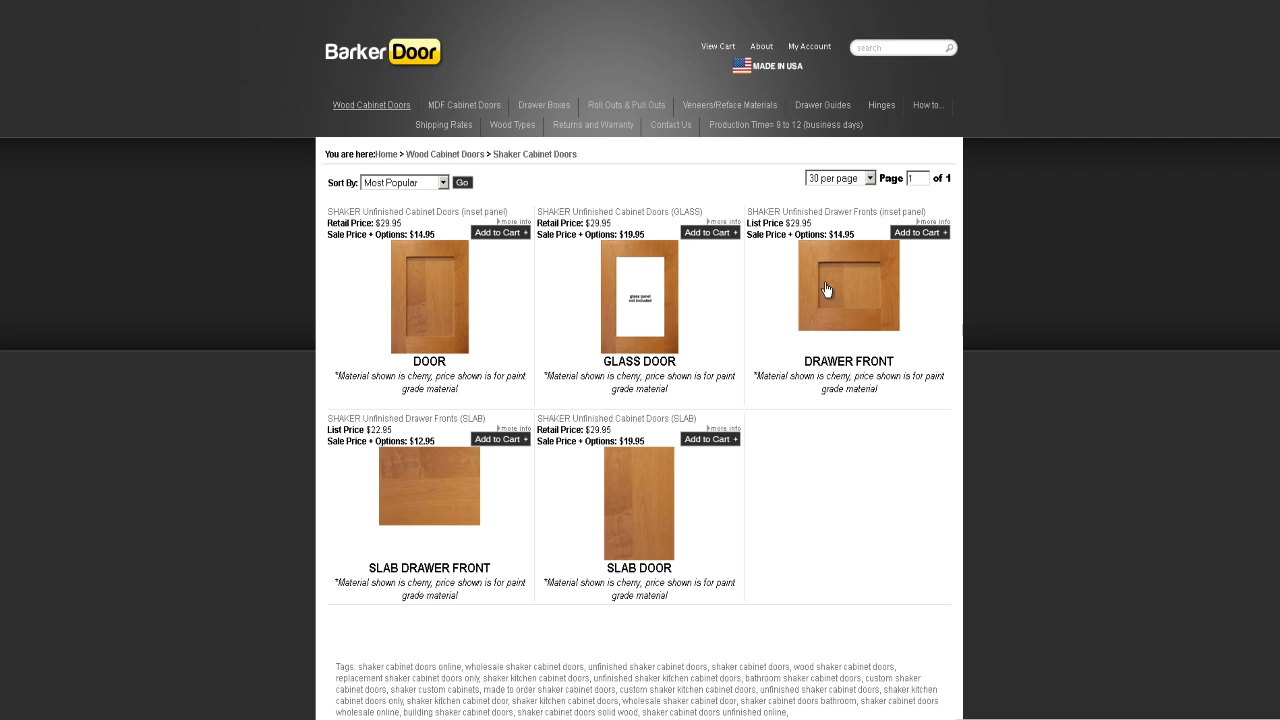 Barker Door
View Cart About My Account search
MADE IN USA
Wood Cabinet Doors MDF Cabinet Doors Drawer Boxes Roll Outs & Pull Outs Veneers/Reface Materials Drawer Guides Hinges How to...
Shipping Rates Wood Types Returns and Warranty Contact Us Production Time= 9 to 12 (business days)
You are here:Home > Wood Cabinet Doors > Shaker Cabinet Doors
Sort By: Most Popular Go 30 per page Page 1 of 1
SHAKER Unfinished Cabinet Doors (inset panel)
Retail Price: $29.95 more info
Sale Price + Options: $14.95 Add to Cart +
DOOR
*Material shown is cherry, price shown is for paint
grade material
SHAKER Unfinished Cabinet Doors (GLASS)
Retail Price: $29.95 more info
Sale Price + Options: $19.95 Add to Cart +
glass panel
not included
GLASS DOOR
*Material shown is cherry, price shown is for paint
grade material
SHAKER Unfinished Drawer Fronts (inset panel)
List Price $29.95 more info
Sale Price + Options: $14.95 Add to Cart +
DRAWER FRONT
*Material shown is cherry, price shown is for paint
grade material
SHAKER Unfinished Drawer Fronts (SLAB)
List Price $22.95 more info
Sale Price + Options: $12.95 Add to Cart +
SLAB DRAWER FRONT
*Material shown is cherry, price shown is for paint
grade material
SHAKER Unfinished Cabinet Doors (SLAB)
Retail Price: $29.95 more info
Sale Price + Options: $19.95 Add to Cart +
SLAB DOOR
*Material shown is cherry, price shown is for paint
grade material
Tags: shaker cabinet doors online, wholesale shaker cabinet doors, unfinished shaker cabinet doors, shaker cabinet doors, wood shaker cabinet doors,
replacement shaker cabinet doors only, shaker kitchen cabinet doors, unfinished shaker kitchen cabinet doors, bathroom shaker cabinet doors, custom shaker
cabinet doors, shaker custom cabinets, made to order shaker cabinet doors, custom shaker kitchen cabinet doors, unfinished shaker cabinet doors, shaker kitchen
cabinet doors only, shaker kitchen cabinet door, shaker kitchen cabinet doors, wholesale shaker cabinet door, shaker cabinet doors bathroom, shaker cabinet doors
wholesale online, building shaker cabinet doors, shaker cabinet doors solid wood, shaker cabinet doors unfinished online,